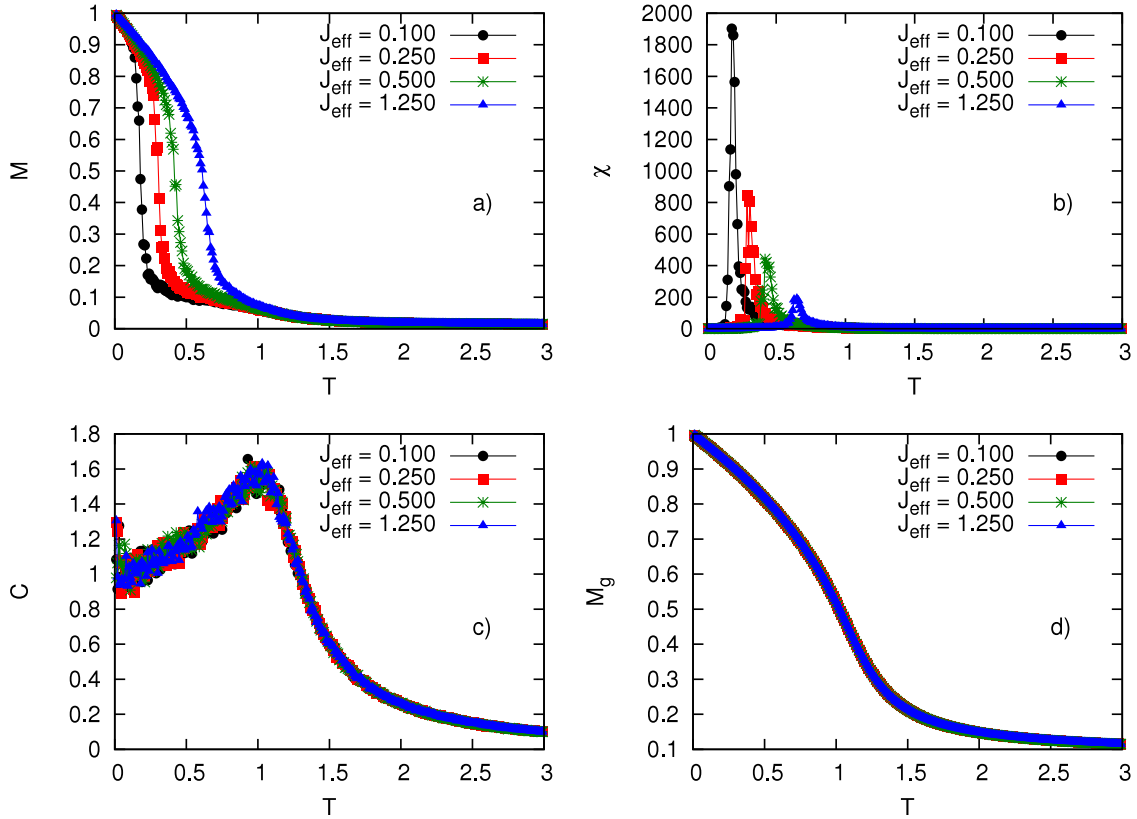 1
0.9
0.8
0.7
0.6
0.5
0.4
0.3
0.2
0.1
0
0 0.5 1 1.5 2 2.5 3
M
T
J_eff = 0.100
J_eff = 0.250
J_eff = 0.500
J_eff = 1.250
a)
2000
1800
1600
1400
1200
1000
800
600
400
200
0
0 0.5 1 1.5 2 2.5 3
χ
T
J_eff = 0.100
J_eff = 0.250
J_eff = 0.500
J_eff = 1.250
b)
1.8
1.6
1.4
1.2
1
0.8
0.6
0.4
0.2
0
0 0.5 1 1.5 2 2.5 3
C
T
J_eff = 0.100
J_eff = 0.250
J_eff = 0.500
J_eff = 1.250
c)
1
0.9
0.8
0.7
0.6
0.5
0.4
0.3
0.2
0.1
0 0.5 1 1.5 2 2.5 3
M_g
T
J_eff = 0.100
J_eff = 0.250
J_eff = 0.500
J_eff = 1.250
d)